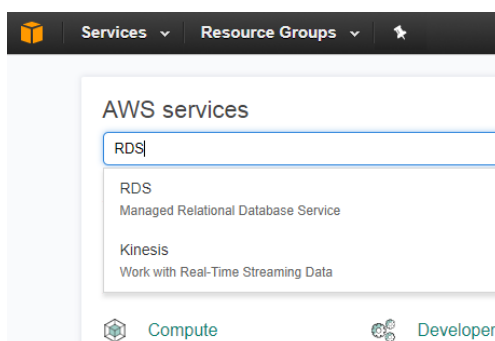 Services Resource Groups
AWS services
RDS
RDS
Managed Relational Database Service
Kinesis
Work with Real-Time Streaming Data
Compute Developer